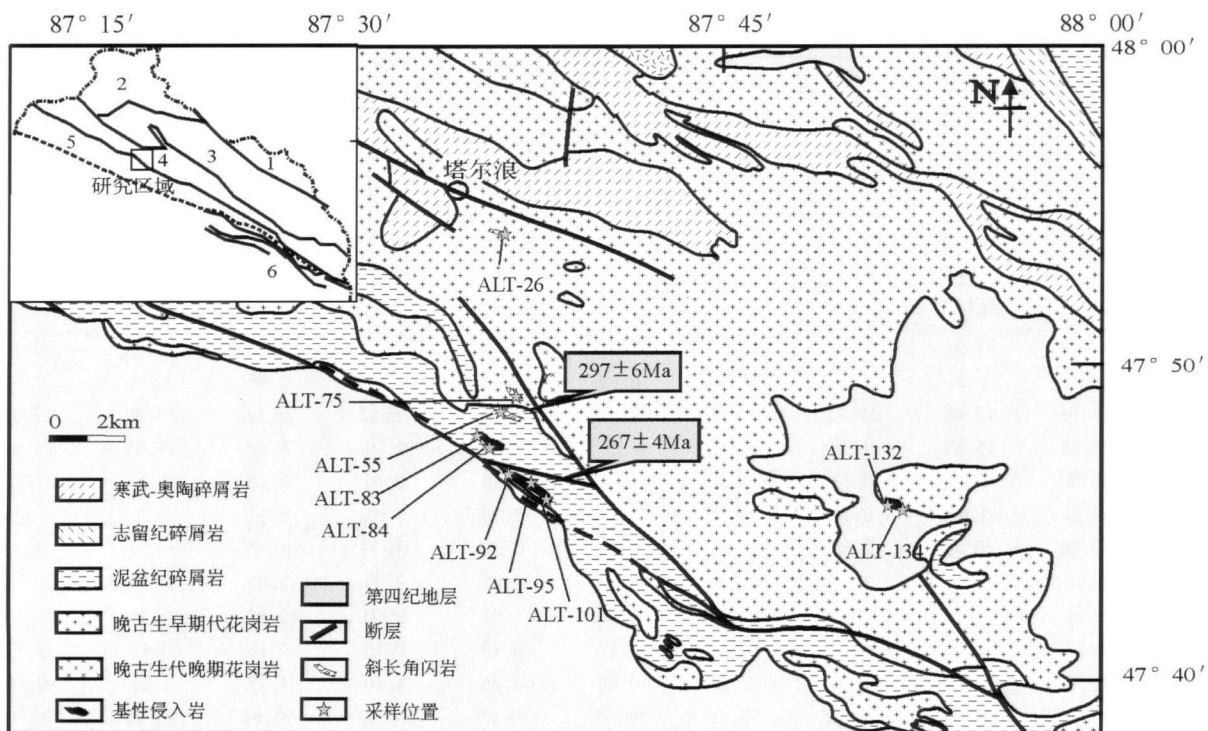 87° 15′
87° 30′
87° 45′
88° 00′
48° 00′
N
2
5
4
3
1
研究区域
6
塔尔浪
ALT-26
47° 50′
297±6Ma
ALT-75
0 2km
267±4Ma
ALT-55
ALT-132
ALT-83
ALT-84
ALT-92
ALT-134
ALT-95
ALT-101
47° 40′
寒武-奥陶碎屑岩
志留纪碎屑岩
泥盆纪碎屑岩
晚古生早期代花岗岩
晚古生代晚期花岗岩
基性侵入岩
第四纪地层
断层
斜长角闪岩
采样位置